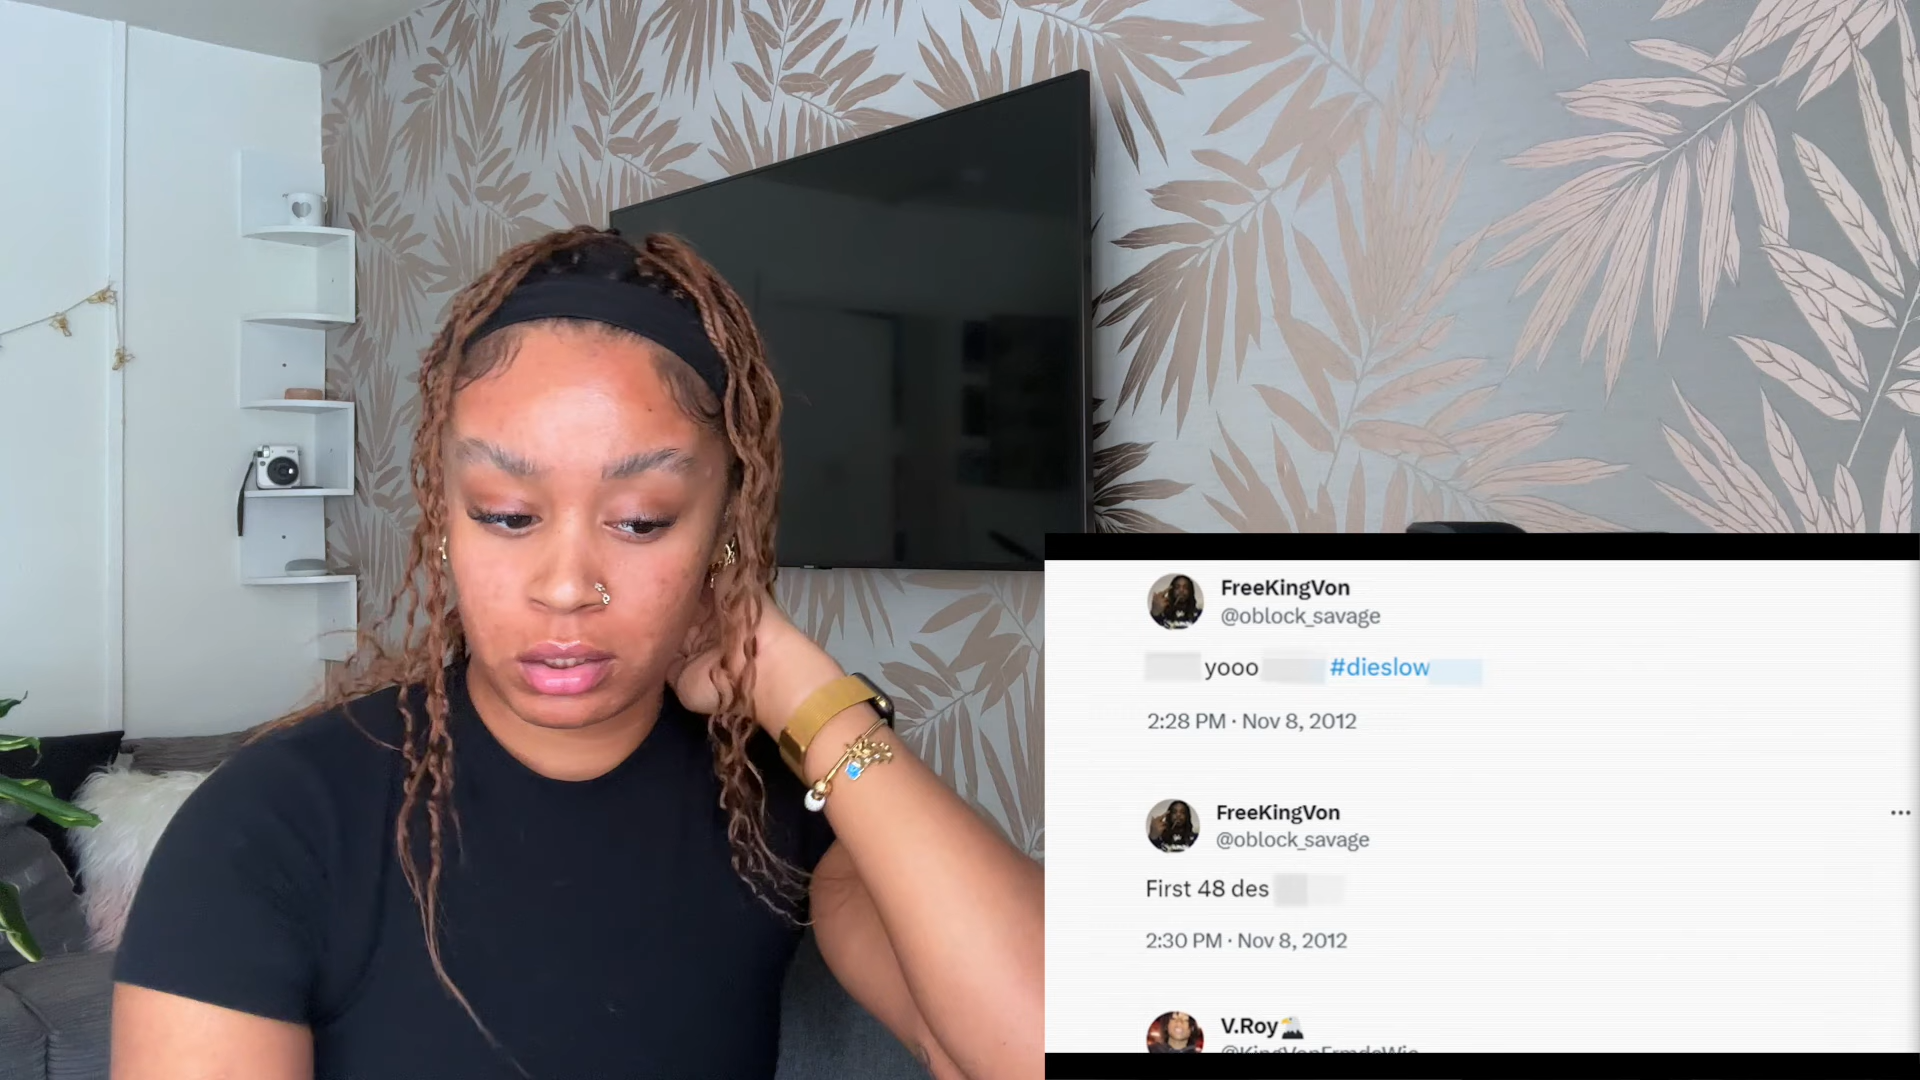 FreeKingVon
@oblock_savage
yooo #dieslow
2:28 PM · Nov 8, 2012
FreeKingVon
@oblock_savage
First 48 des
2:30 PM · Nov 8, 2012
V.Roy🦅
@KingVonFrmdaWic